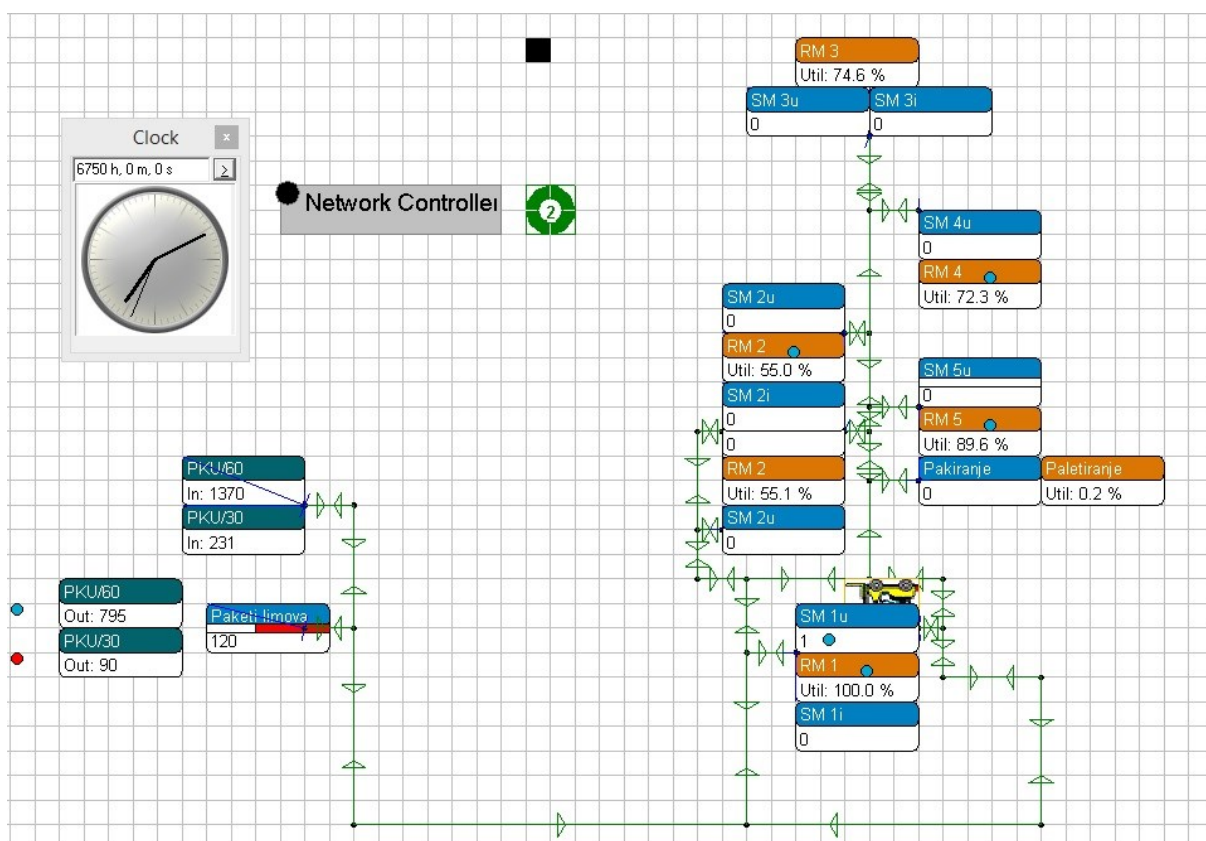 RM 3
Util: 74.6 %
SM 3u
SM 3i
0
0
Clock
x
6750 h, 0 m, 0 s
>
Network Controller
2
SM 4u
0
RM 4
Util: 72.3 %
SM 2u
0
RM 2
Util: 55.0 %
SM 2i
0
0
RM 2
Util: 55.1 %
SM 2u
0
SM 5u
0
RM 5
Util: 89.6 %
Pakiranje
Paletiranje
0
Util: 0.2 %
PKU/60
In: 1370
PKU/30
In: 231
PKU/60
Out: 795
PKU/30
Out: 90
Paketi limova
120
SM 1u
1
RM 1
Util: 100.0 %
SM 1i
0